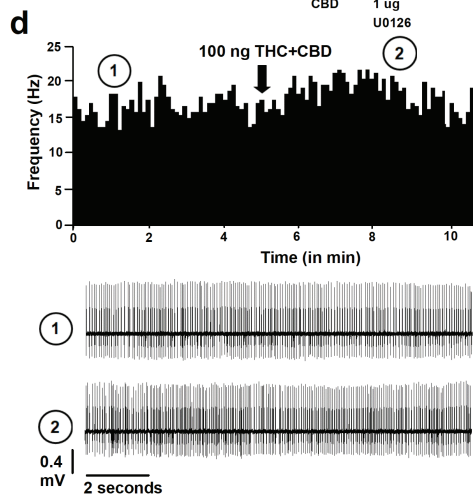 CBD 1 ug
U0126
d
100 ng THC+CBD
1
2
Frequency (Hz)
25
20
15
10
5
0
0 2 4 6 8 10
Time (in min)
1
2
0.4
mV
2 seconds